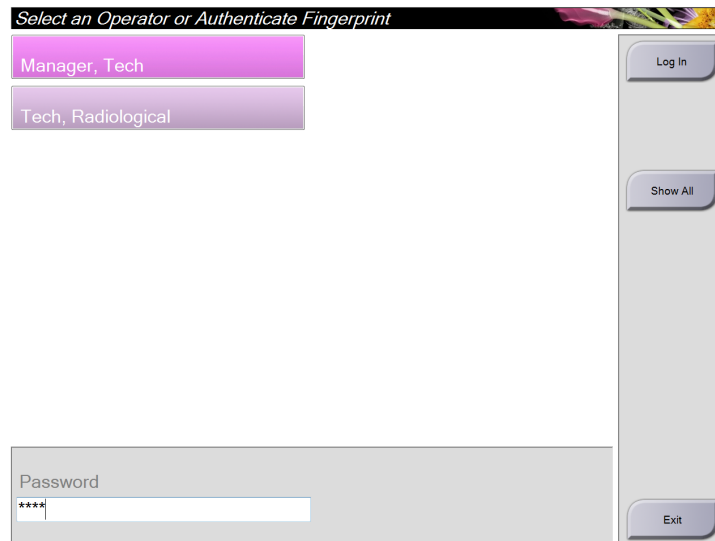 Select an Operator or Authenticate Fingerprint
Manager, Tech
Tech, Radiological
Log In
Show All
Password
****
Exit